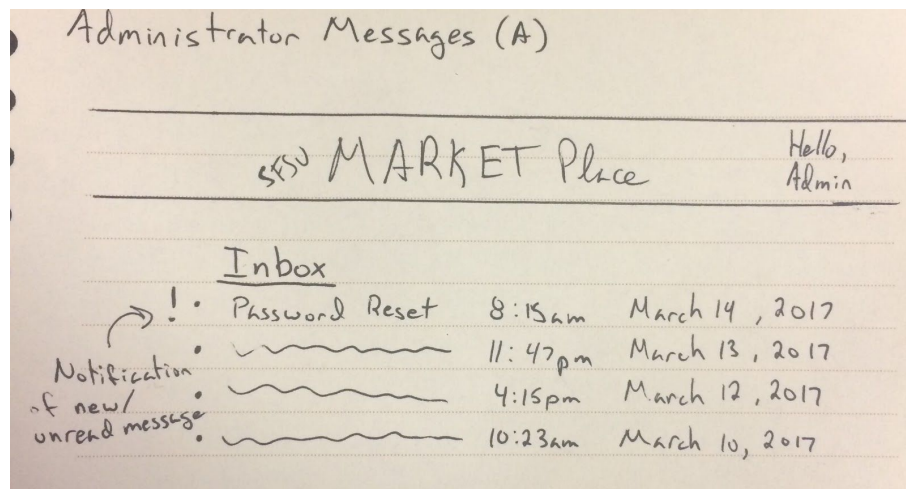 Administrator Messages (A)
SFSU MARKET Place
Hello,
Admin
Inbox
! • Password Reset 8:15am March 14, 2017
• 11:47pm March 13, 2017
• 4:15pm March 12, 2017
• 10:23am March 10, 2017
Notification
of new/
unread message